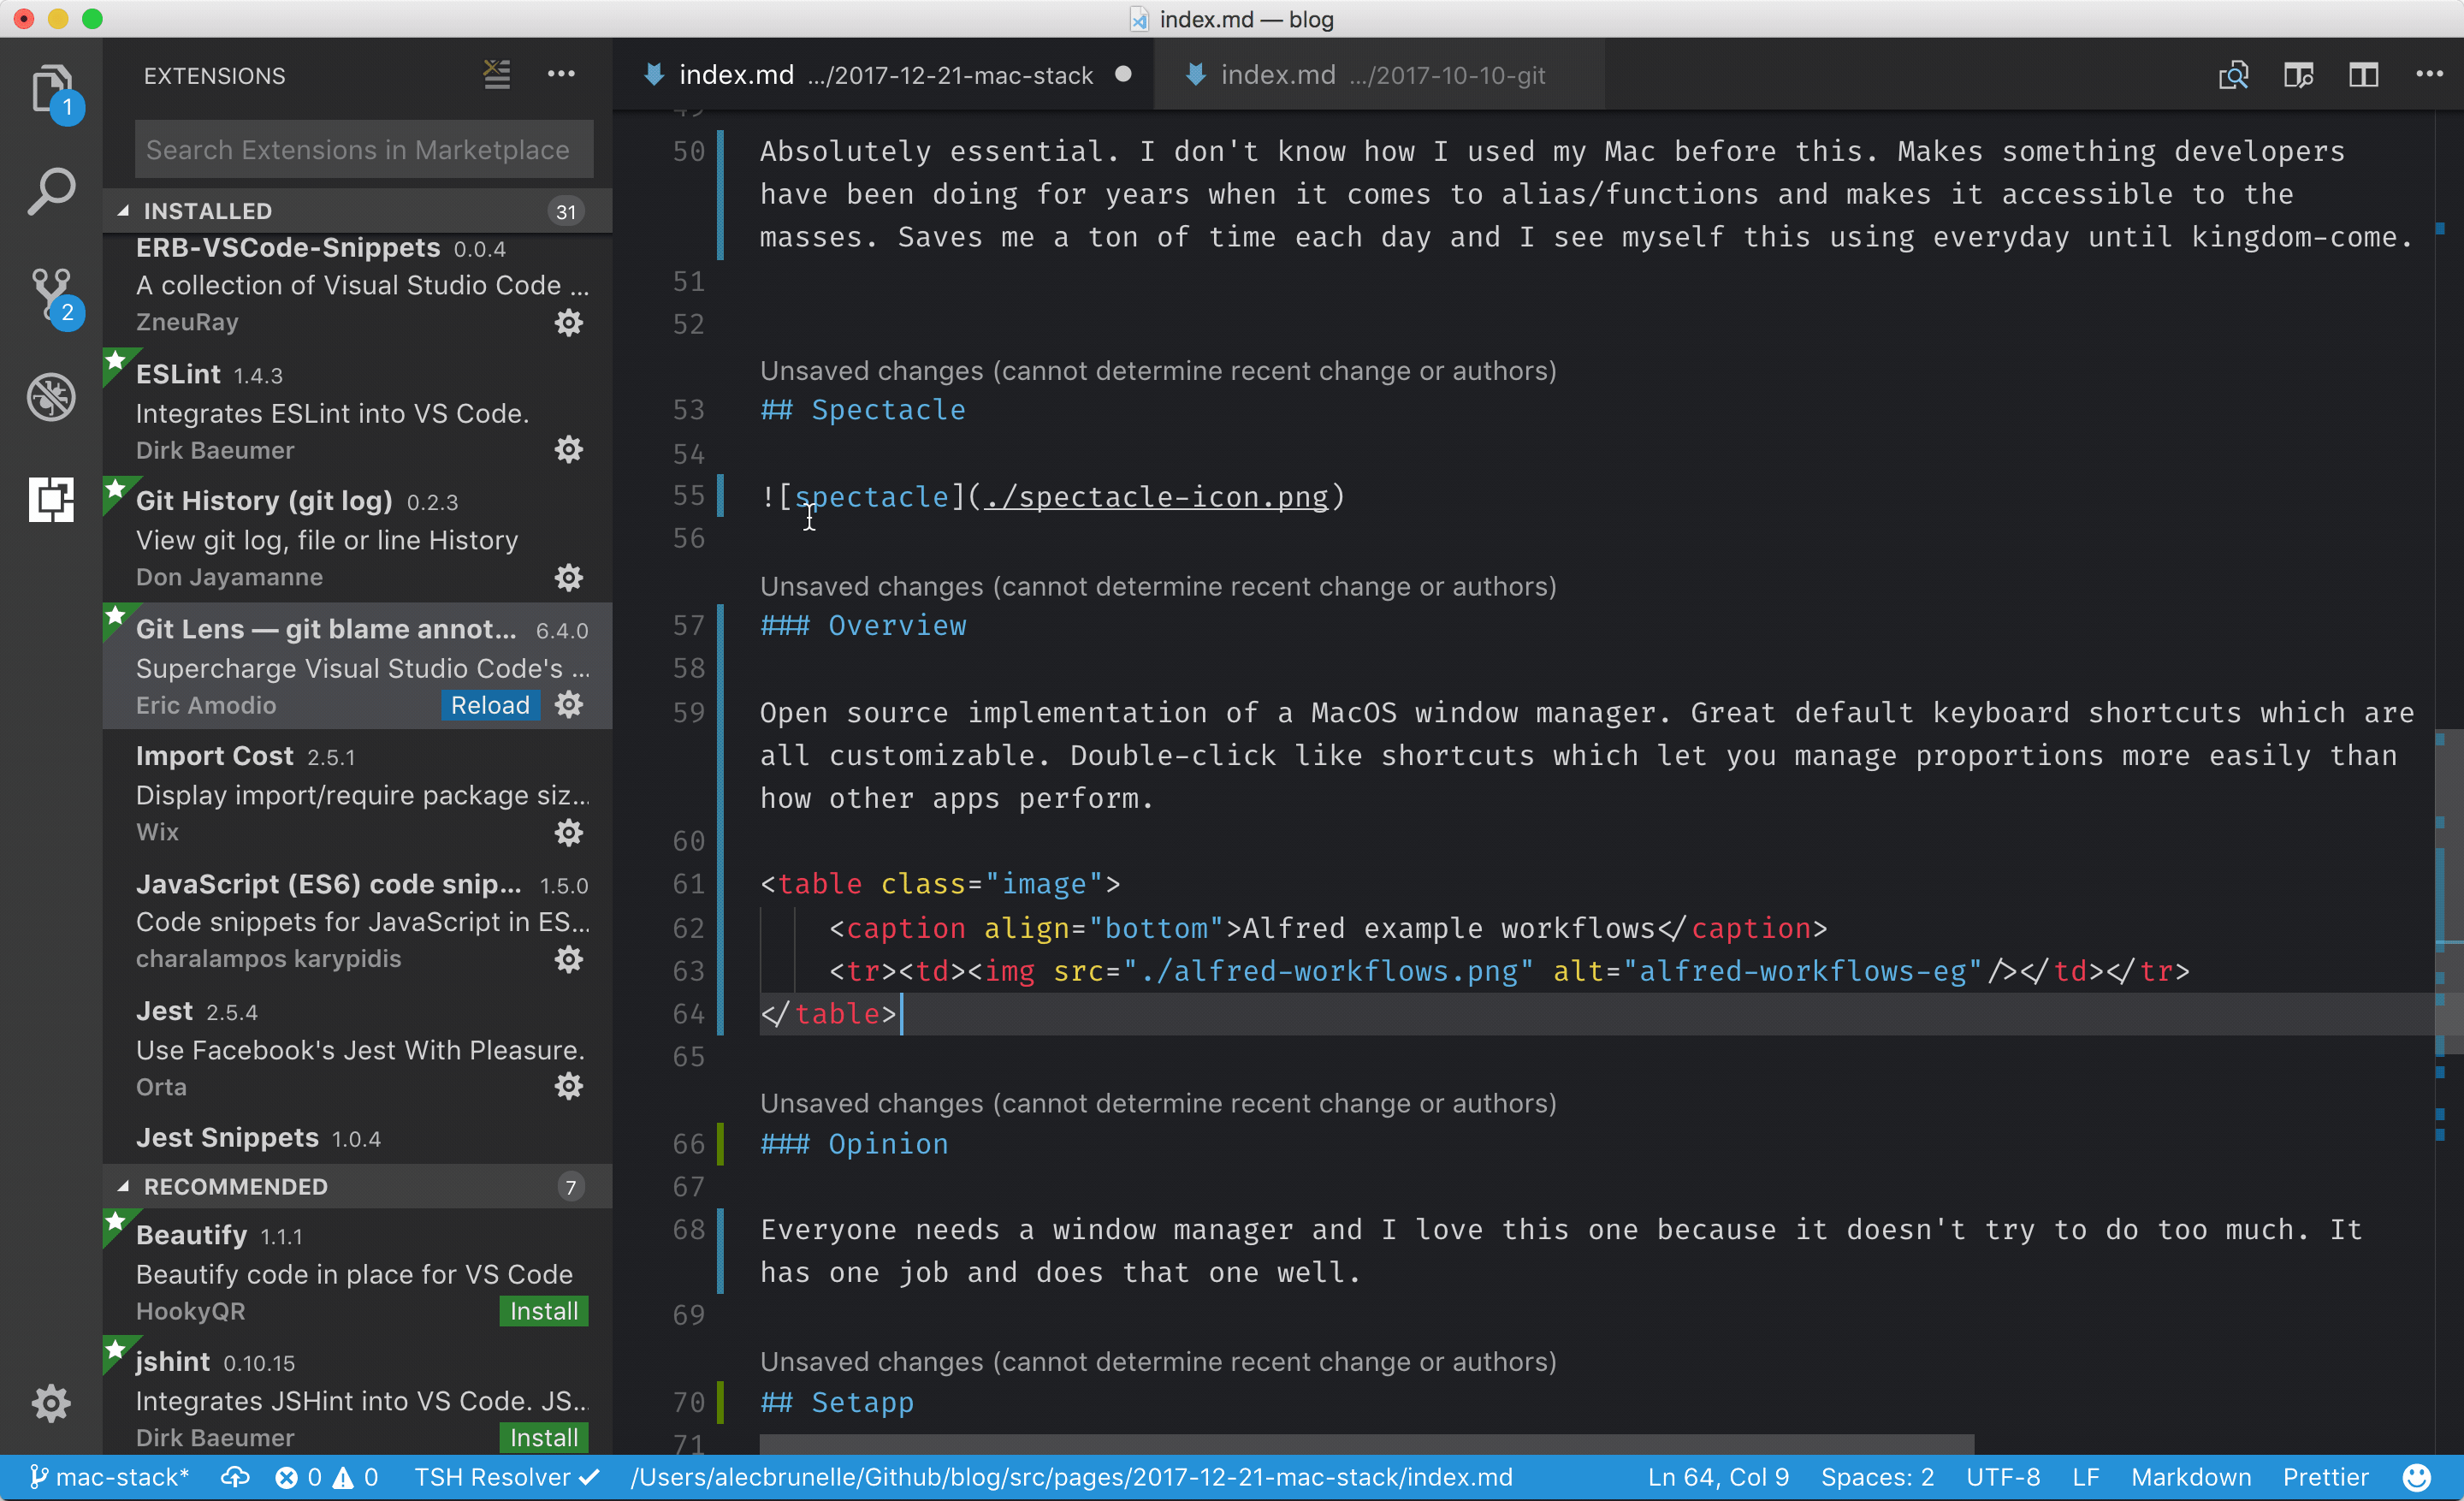 index.md — blog
EXTENSIONS
Search Extensions in Marketplace
INSTALLED 31
ERB-VSCode-Snippets 0.0.4
A collection of Visual Studio Code ...
ZneuRay
ESLint 1.4.3
Integrates ESLint into VS Code.
Dirk Baeumer
Git History (git log) 0.2.3
View git log, file or line History
Don Jayamanne
Git Lens — git blame annot... 6.4.0
Supercharge Visual Studio Code's ...
Eric Amodio Reload
Import Cost 2.5.1
Display import/require package siz...
Wix
JavaScript (ES6) code snip... 1.5.0
Code snippets for JavaScript in ES...
charalampos karypidis
Jest 2.5.4
Use Facebook's Jest With Pleasure.
Orta
Jest Snippets 1.0.4
RECOMMENDED 7
Beautify 1.1.1
Beautify code in place for VS Code
HookyQR Install
jshint 0.10.15
Integrates JSHint into VS Code. JS...
Dirk Baeumer Install
1
2
index.md .../2017-12-21-mac-stack
index.md .../2017-10-10-git
49
50 Absolutely essential. I don't know how I used my Mac before this. Makes something developers
have been doing for years when it comes to alias/functions and makes it accessible to the
masses. Saves me a ton of time each day and I see myself this using everyday until kingdom-come.
51
52
Unsaved changes (cannot determine recent change or authors)
53 ## Spectacle
54
55 ![spectacle](./spectacle-icon.png)
56
Unsaved changes (cannot determine recent change or authors)
57 ### Overview
58
59 Open source implementation of a MacOS window manager. Great default keyboard shortcuts which are
all customizable. Double-click like shortcuts which let you manage proportions more easily than
how other apps perform.
60
61 <table class="image">
62 <caption align="bottom">Alfred example workflows</caption>
63 <tr><td><img src="./alfred-workflows.png" alt="alfred-workflows-eg"/></td></tr>
64 </table>
65
Unsaved changes (cannot determine recent change or authors)
66 ### Opinion
67
68 Everyone needs a window manager and I love this one because it doesn't try to do too much. It
has one job and does that one well.
69
Unsaved changes (cannot determine recent change or authors)
70 ## Setapp
71
mac-stack* 0 0 TSH Resolver ✓ /Users/alecbrunelle/Github/blog/src/pages/2017-12-21-mac-stack/index.md Ln 64, Col 9 Spaces: 2 UTF-8 LF Markdown Prettier